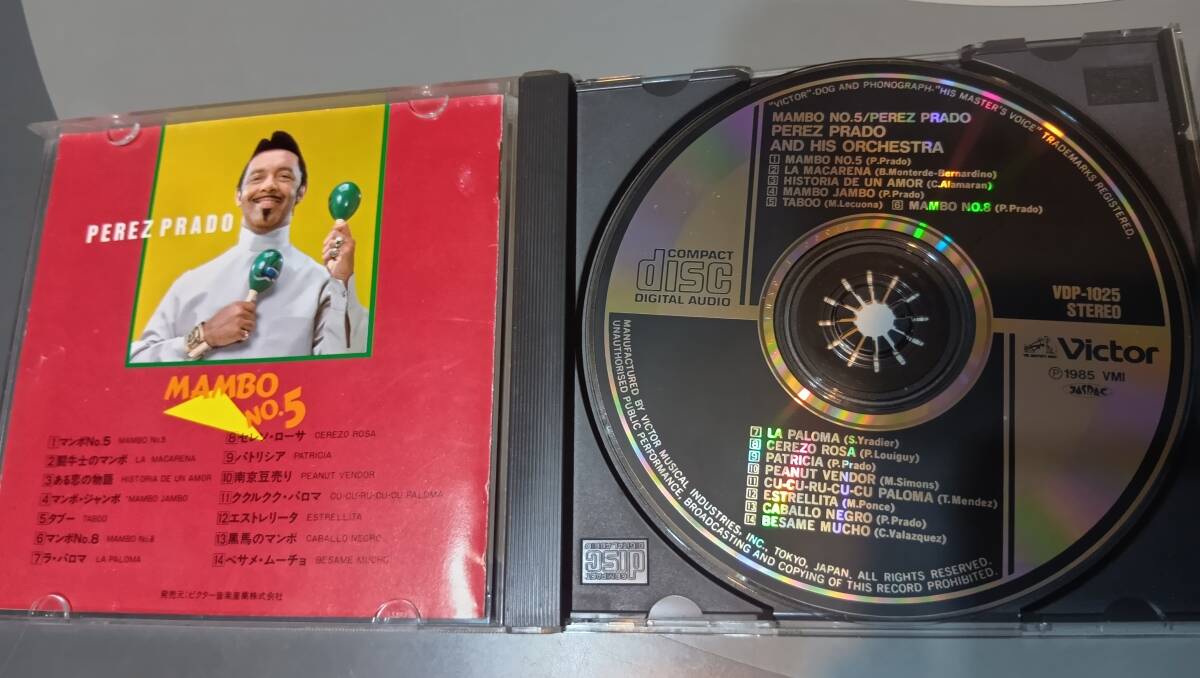 PEREZ PRADO
MAMBO
NO.5
1 マンボNo.5 MAMBO No.5
2 闘牛士のマンボ LA MACARENA
3 ある恋の物語 HISTORIA DE UN AMOR
4 マンボ・ジャンボ MAMBO JAMBO
5 タブー TABOO
6 マンボNo.8 MAMBO No.8
7 ラ・パロマ LA PALOMA
8 セレソ・ローサ CEREZO ROSA
9 パトリシア PATRICIA
10 南京豆売り PEANUT VENDOR
11 ククルクク・パロマ CU-CU-RU-CU-CU PALOMA
12 エストレリータ ESTRELLITA
13 黒馬のマンボ CABALLO NEGRO
14 ベサメ・ムーチョ BESAME MUCHO
発売元:ビクター音楽産業株式会社
"VICTOR"-DOG AND PHONOGRAPH-"HIS MASTER'S VOICE" TRADEMARKS REGISTERED.
MAMBO NO.5/PEREZ PRADO
PEREZ PRADO
AND HIS ORCHESTRA
1 MAMBO NO.5 (P.Prado)
2 LA MACARENA (B.Monterde-Bernardino)
3 HISTORIA DE UN AMOR (C.Alamaran)
4 MAMBO JAMBO (P.Prado)
5 TABOO (M.Lecuona) 6 MAMBO NO.8 (P.Prado)
COMPACT
disc
DIGITAL AUDIO
VDP-1025
STEREO
Victor
Ⓟ1985 VMI
JASRAC
7 LA PALOMA (S.Yradier)
8 CEREZO ROSA (P.Louiguy)
9 PATRICIA (P.Prado)
10 PEANUT VENDOR (M.Simons)
11 CU-CU-RU-CU-CU PALOMA (T.Mendez)
12 ESTRELLITA (M.Ponce)
13 CABALLO NEGRO (P.Prado)
14 BESAME MUCHO (C.Valazquez)
MANUFACTURED BY VICTOR MUSICAL INDUSTRIES, INC., TOKYO, JAPAN. ALL RIGHTS RESERVED.
UNAUTHORISED PUBLIC PERFORMANCE, BROADCASTING AND COPYING OF THIS RECORD PROHIBITED.
COMPACT
disc
DIGITAL AUDIO